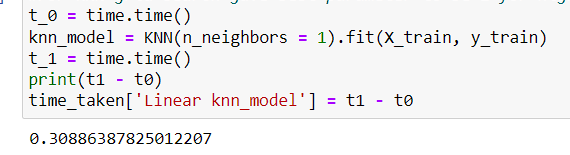 t_0 = time.time()
knn_model = KNN(n_neighbors = 1).fit(X_train, y_train)
t_1 = time.time()
print(t1 - t0)
time_taken['Linear knn_model'] = t1 - t0
0.30886387825012207